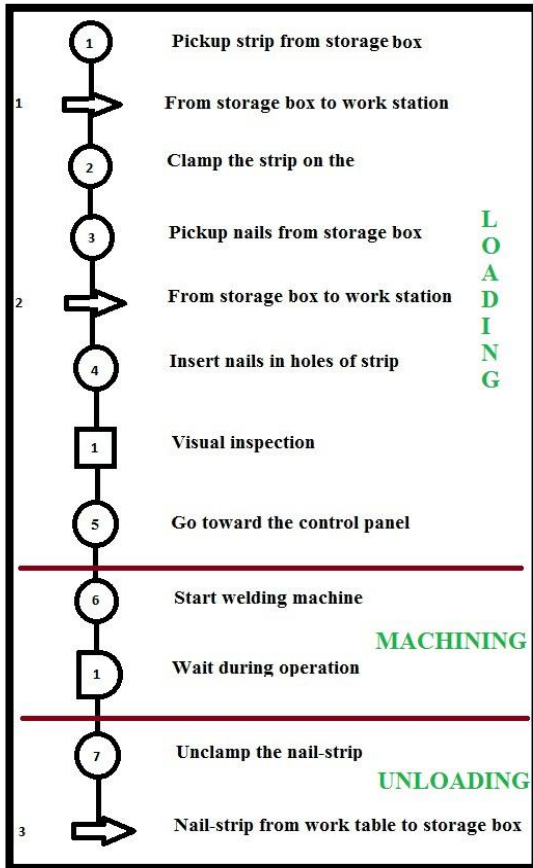 1 Pickup strip from storage box
1 From storage box to work station
2 Clamp the strip on the
3 Pickup nails from storage box
2 From storage box to work station
4 Insert nails in holes of strip
1 Visual inspection
5 Go toward the control panel
LOADING
6 Start welding machine
MACHINING
1 Wait during operation
7 Unclamp the nail-strip
UNLOADING
3 Nail-strip from work table to storage box